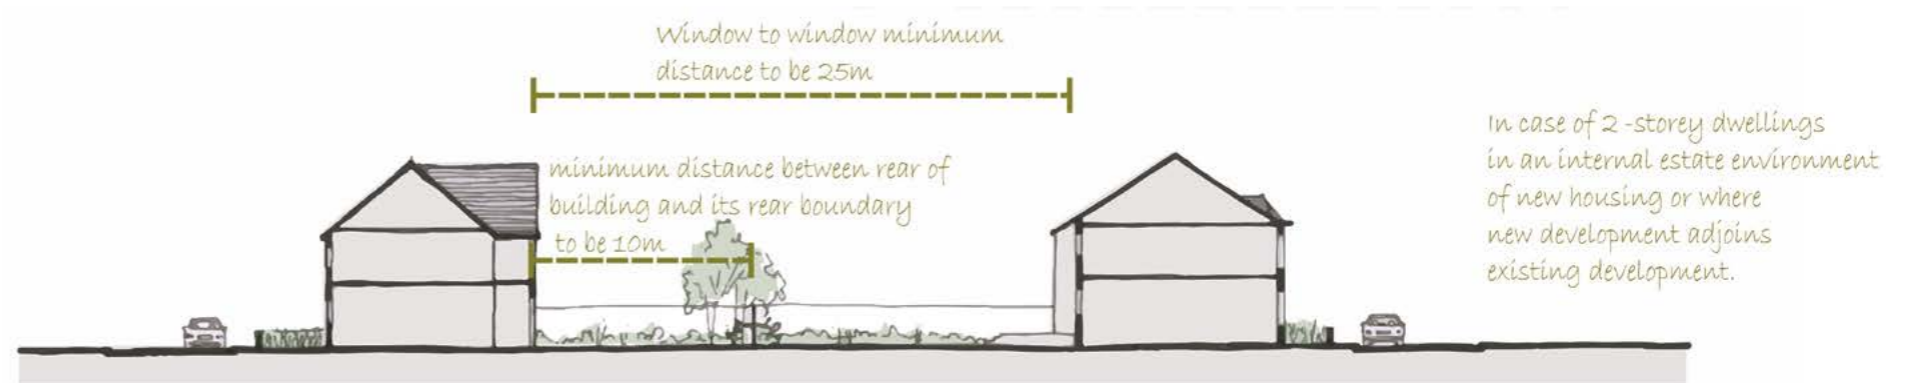 Window to window minimum
distance to be 25m
minimum distance between rear of
building and its rear boundary
to be 10m
In case of 2 -storey dwellings
in an internal estate environment
of new housing or where
new development adjoins
existing development.